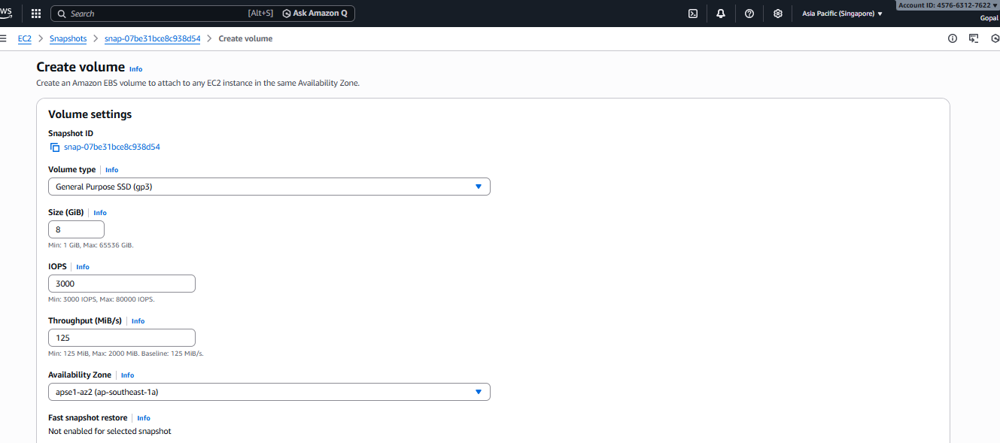 aws
Search [Alt+S] Ask Amazon Q Asia Pacific (Singapore) Account ID: 4576-6312-7622
Gopal
EC2 > Snapshots > snap-07be31bce8c938d54 > Create volume
Create volume Info
Create an Amazon EBS volume to attach to any EC2 instance in the same Availability Zone.
Volume settings
Snapshot ID
snap-07be31bce8c938d54
Volume type | Info
General Purpose SSD (gp3)
Size (GiB) | Info
8
Min: 1 GiB, Max: 65536 GiB.
IOPS | Info
3000
Min: 3000 IOPS, Max: 80000 IOPS.
Throughput (MiB/s) | Info
125
Min: 125 MiB, Max: 2000 MiB. Baseline: 125 MiB/s.
Availability Zone | Info
apse1-az2 (ap-southeast-1a)
Fast snapshot restore | Info
Not enabled for selected snapshot